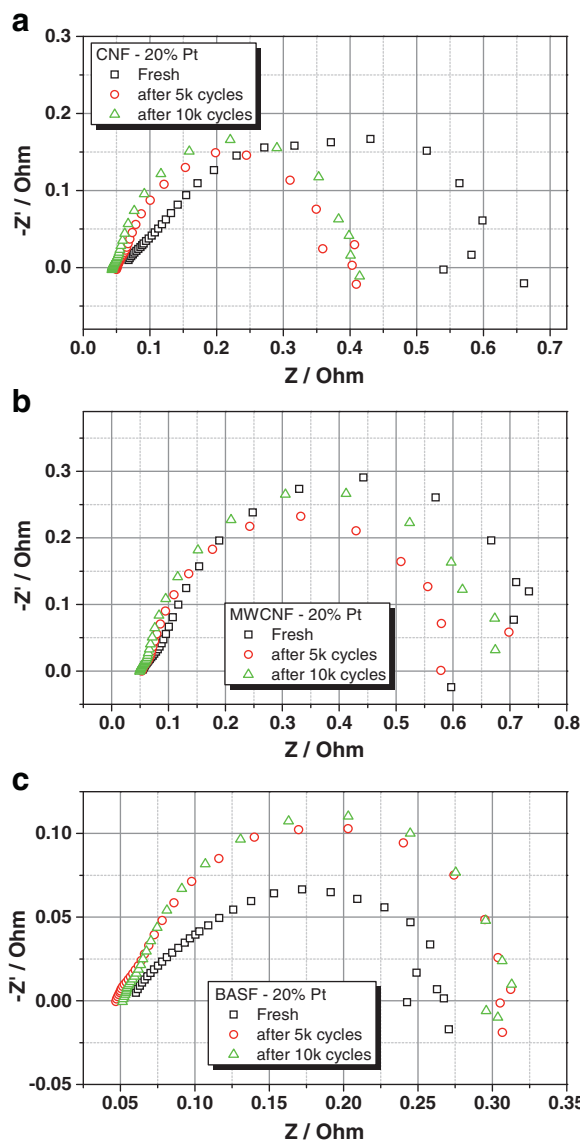 a
0.3
0.2
0.1
0.0
-Z' / Ohm
CNF - 20% Pt
Fresh
after 5k cycles
after 10k cycles
0.0 0.1 0.2 0.3 0.4 0.5 0.6 0.7
Z / Ohm
b
0.3
0.2
0.1
0.0
-Z' / Ohm
MWCNF - 20% Pt
Fresh
after 5k cycles
after 10k cycles
0.0 0.1 0.2 0.3 0.4 0.5 0.6 0.7 0.8
Z / Ohm
c
0.10
0.05
0.00
-0.05
-Z' / Ohm
BASF - 20% Pt
Fresh
after 5k cycles
after 10k cycles
0.05 0.10 0.15 0.20 0.25 0.30 0.35
Z / Ohm